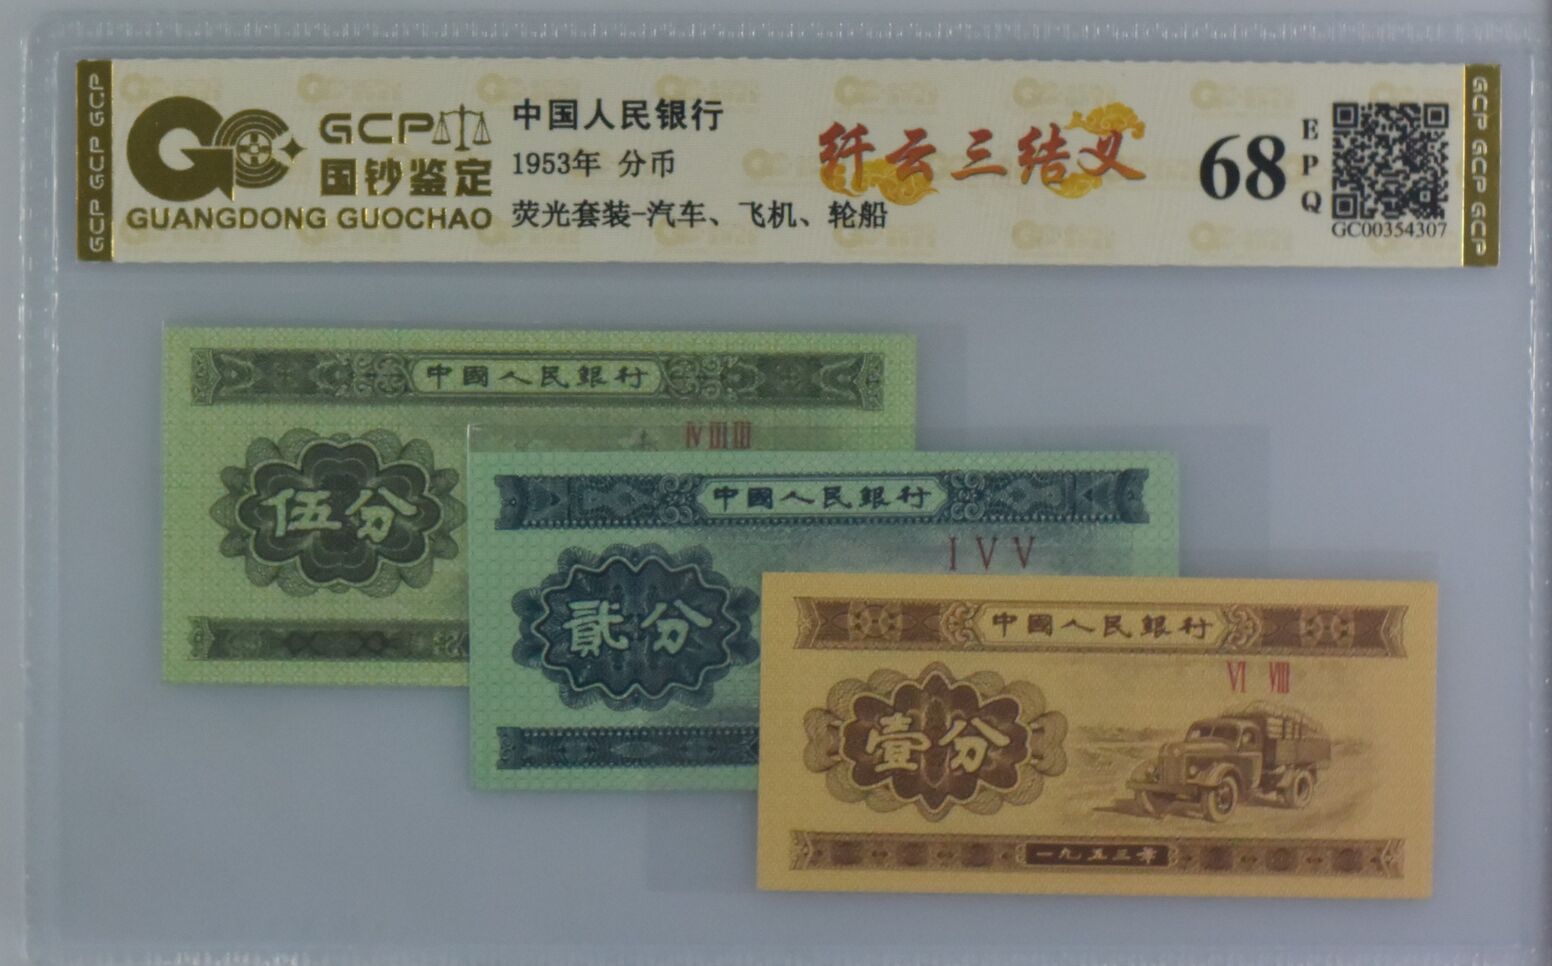 GCP GCP GCP
GCP
国钞鉴定
GUANGDONG GUOCHAO
中国人民银行
1953年 分币
荧光套装-汽车、飞机、轮船
纤云三结义
68
EPQ
GC00354307
GCP GCP GCP
中國人民銀行
ⅣⅢⅢ
伍分
中國人民銀行
ⅠⅤⅤ
貳分
中國人民銀行
Ⅵ Ⅷ
壹分
一九五三年